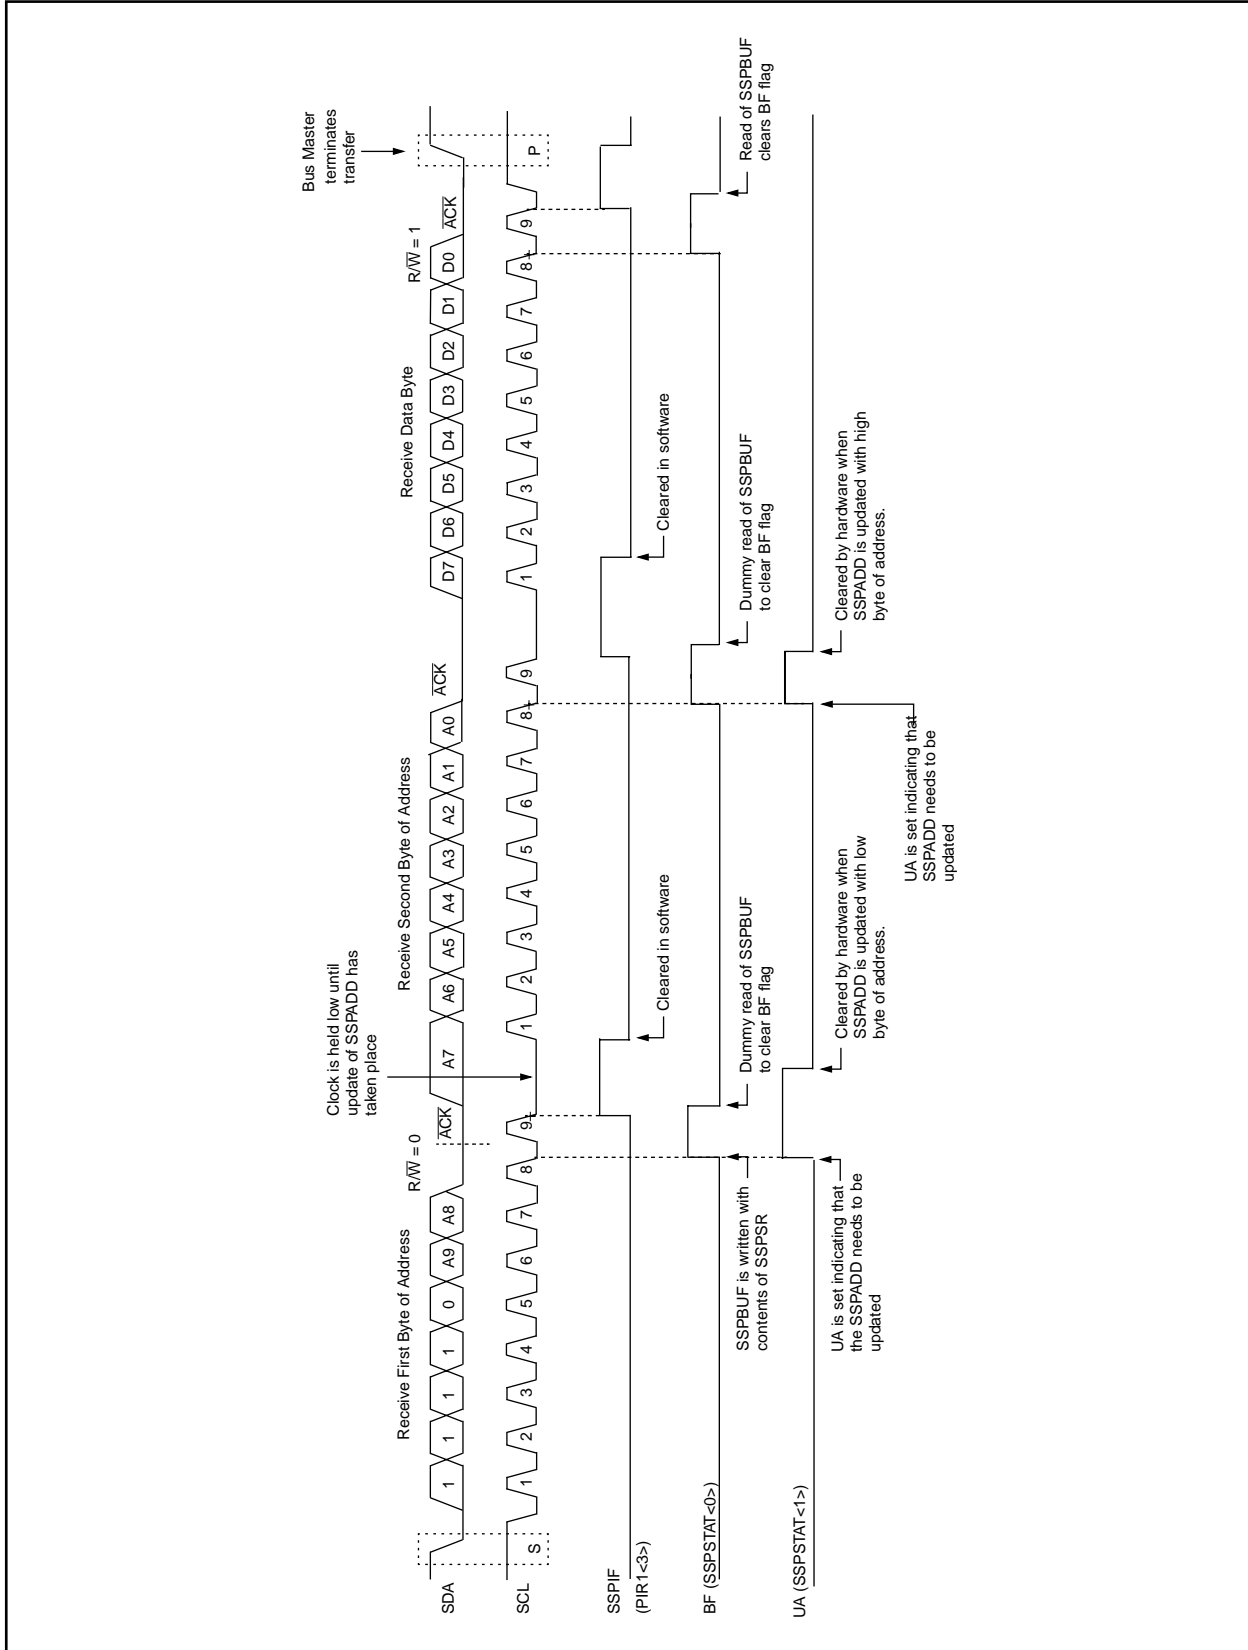 Clock is held low until
update of SSPADD has
taken place
Bus Master
terminates
transfer
Receive First Byte of Address
R/W̅ = 0
Receive Second Byte of Address
Receive Data Byte
R/W̅ = 1
SDA 1 1 1 1 0 A9 A8 A̅C̅K̅ A7 A6 A5 A4 A3 A2 A1 A0 A̅C̅K̅ D7 D6 D5 D4 D3 D2 D1 D0 A̅C̅K̅
SCL S 1 2 3 4 5 6 7 8 9 1 2 3 4 5 6 7 8 9 1 2 3 4 5 6 7 8 9 P
SSPIF
(PIR1<3>)
Cleared in software
Cleared in software
BF (SSPSTAT<0>)
SSPBUF is written with
contents of SSPSR
Dummy read of SSPBUF
to clear BF flag
Dummy read of SSPBUF
to clear BF flag
Read of SSPBUF
clears BF flag
UA (SSPSTAT<1>)
UA is set indicating that
the SSPADD needs to be
updated
Cleared by hardware when
SSPADD is updated with low
byte of address.
UA is set indicating that
SSPADD needs to be
updated
Cleared by hardware when
SSPADD is updated with high
byte of address.